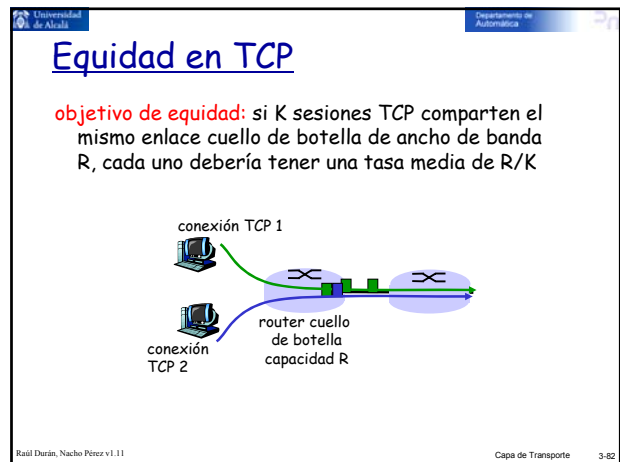 Universidad
de Alcalá
Departamento de
Automática
Equidad en TCP
objetivo de equidad: si K sesiones TCP comparten el
mismo enlace cuello de botella de ancho de banda
R, cada uno debería tener una tasa media de R/K
conexión TCP 1
router cuello
de botella
capacidad R
conexión
TCP 2
Raúl Durán, Nacho Pérez v1.11
Capa de Transporte
3-82